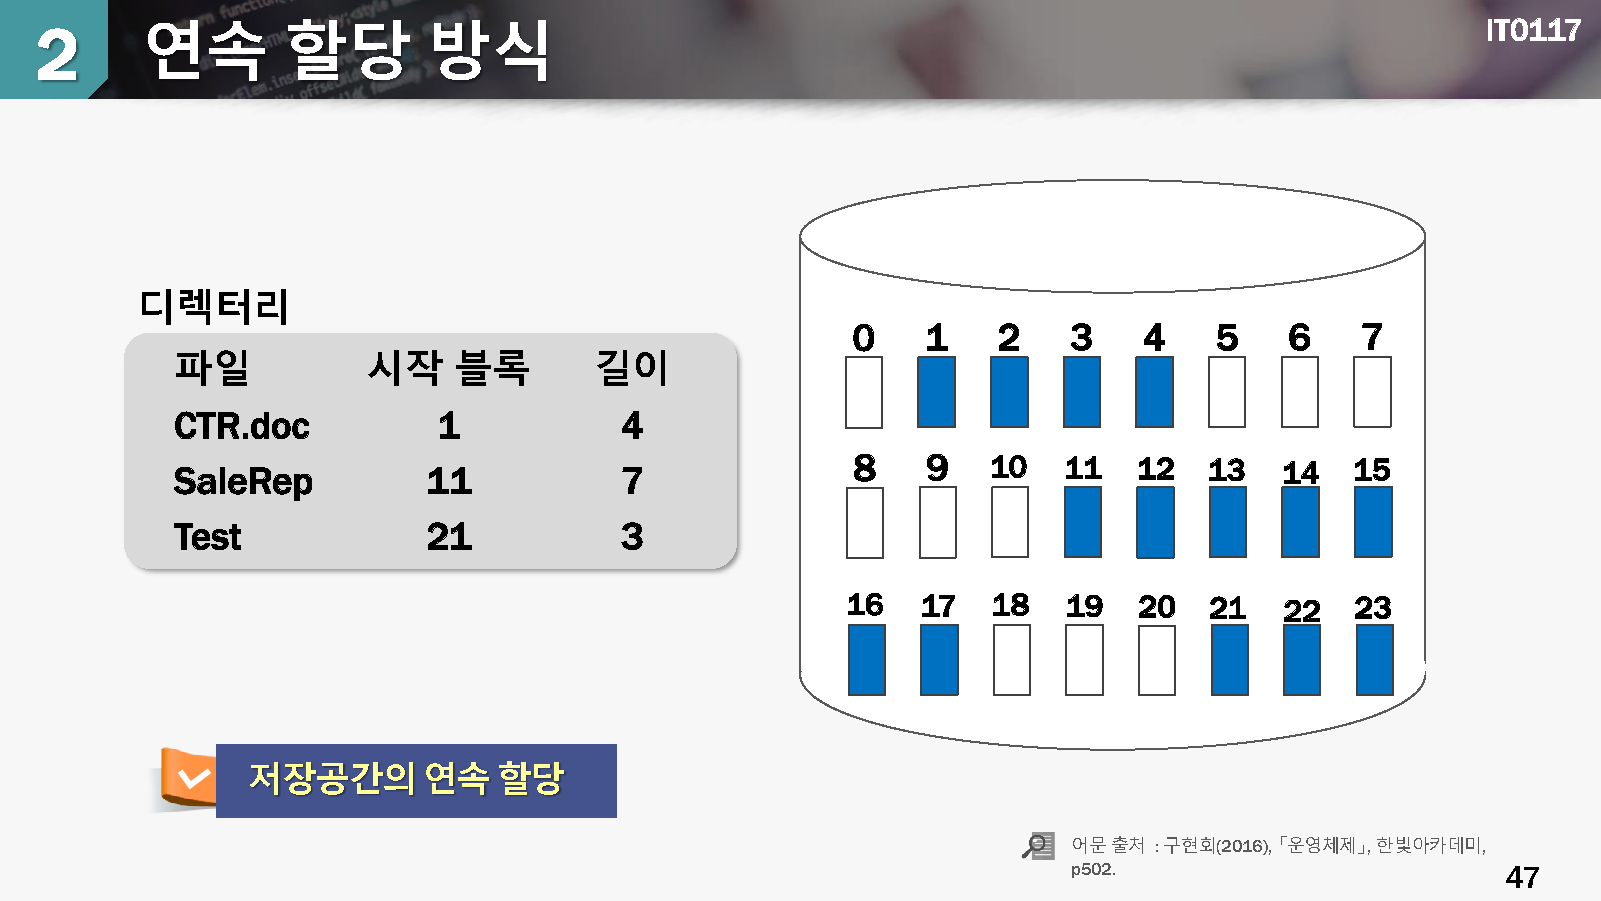 2 연속 할당 방식
IT0117
디렉터리
파일 시작 블록 길이
CTR.doc 1 4
SaleRep 11 7
Test 21 3
0 1 2 3 4 5 6 7
8 9 10 11 12 13 14 15
16 17 18 19 20 21 22 23
저장공간의 연속 할당
어문 출처 : 구현회(2016), 「운영체제」, 한빛아카데미,
p502.
47